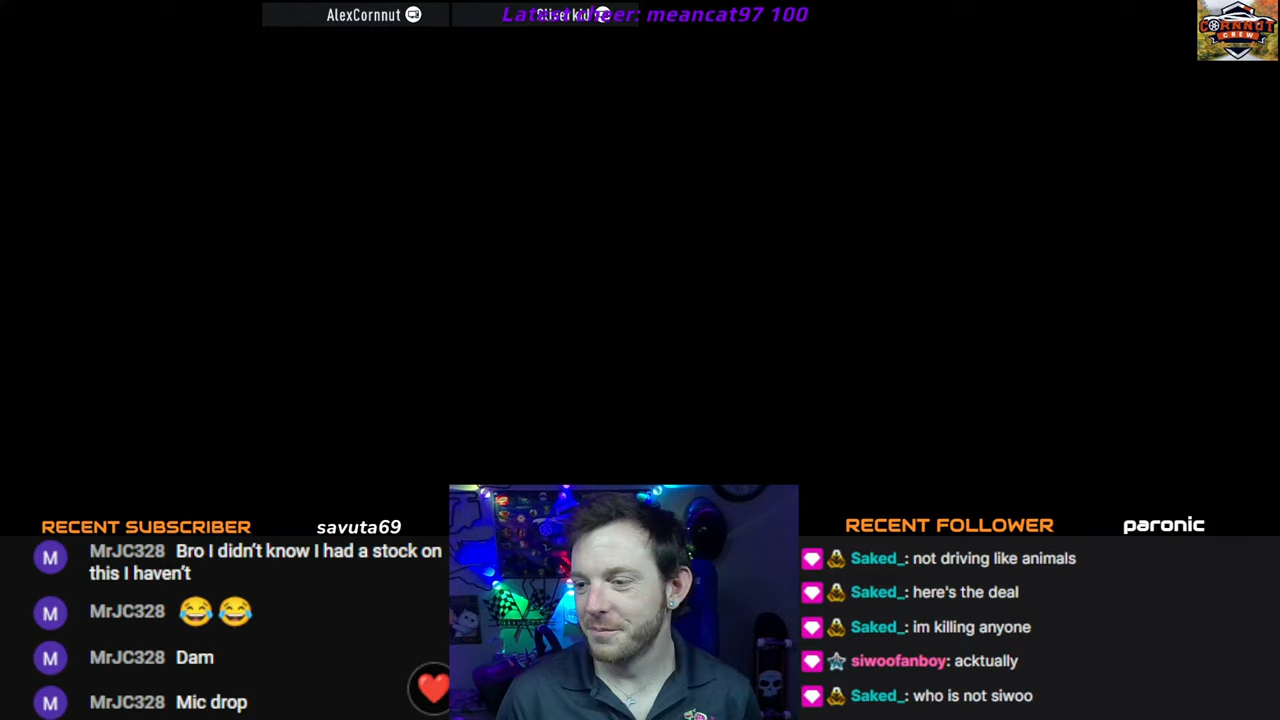 AlexCornnut
Latest cheer: meancat97 100
CORNNUT
CREW
RECENT SUBSCRIBER savuta69
M MrJC328 Bro I didn't know I had a stock on
this I haven't
M MrJC328 😂😂
M MrJC328 Dam
M MrJC328 Mic drop
RECENT FOLLOWER paronic
Saked_: not driving like animals
Saked_: here's the deal
Saked_: im killing anyone
siwoofanboy: acktually
Saked_: who is not siwoo